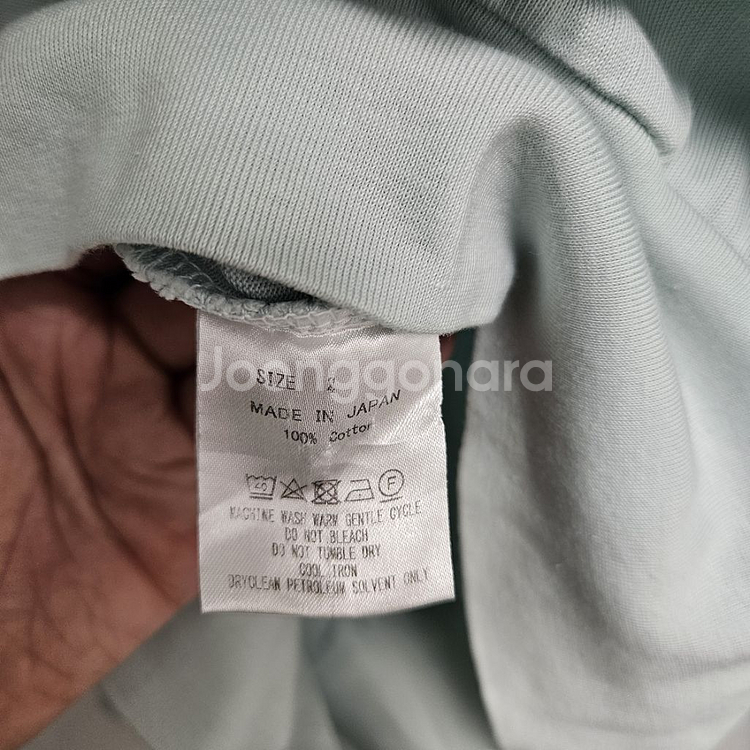 Joonggonara
SIZE 2
MADE IN JAPAN
100% Cotton
MACHINE WASH WARM GENTLE CYCLE
DO NOT BLEACH
DO NOT TUMBLE DRY
COOL IRON
DRYCLEAN PETROLEUM SOLVENT ONLY
F